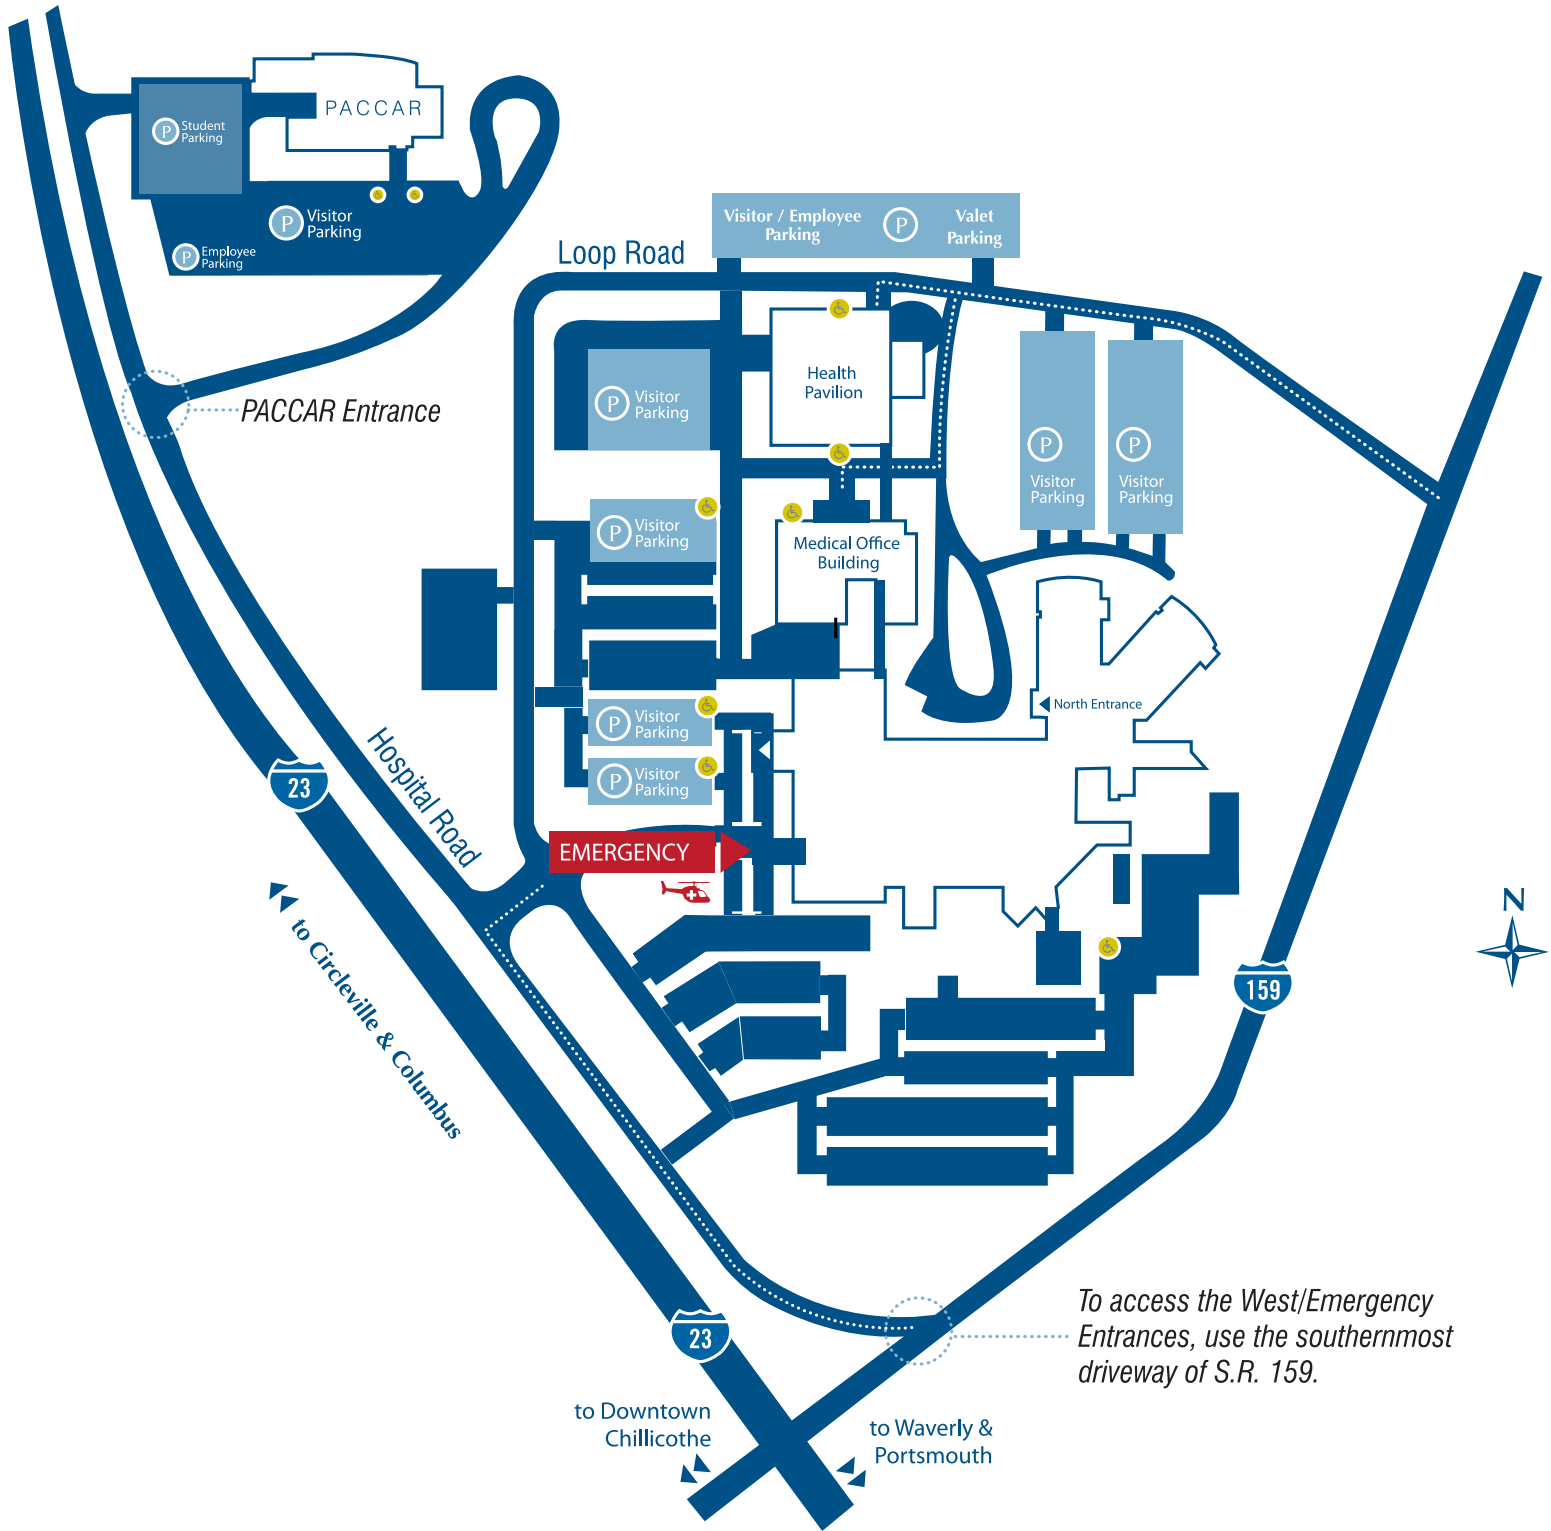 PACCAR
P Student
Parking
P Visitor
Parking
P Employee
Parking
Visitor / Employee
Parking
P
Valet
Parking
Loop Road
Health
Pavilion
P Visitor
Parking
PACCAR Entrance
P
Visitor
Parking
P
Visitor
Parking
P Visitor
Parking
Medical Office
Building
North Entrance
P Visitor
Parking
P Visitor
Parking
Hospital Road
23
EMERGENCY
N
to Circleville & Columbus
159
To access the West/Emergency
Entrances, use the southernmost
driveway of S.R. 159.
23
to Downtown
Chillicothe
to Waverly &
Portsmouth